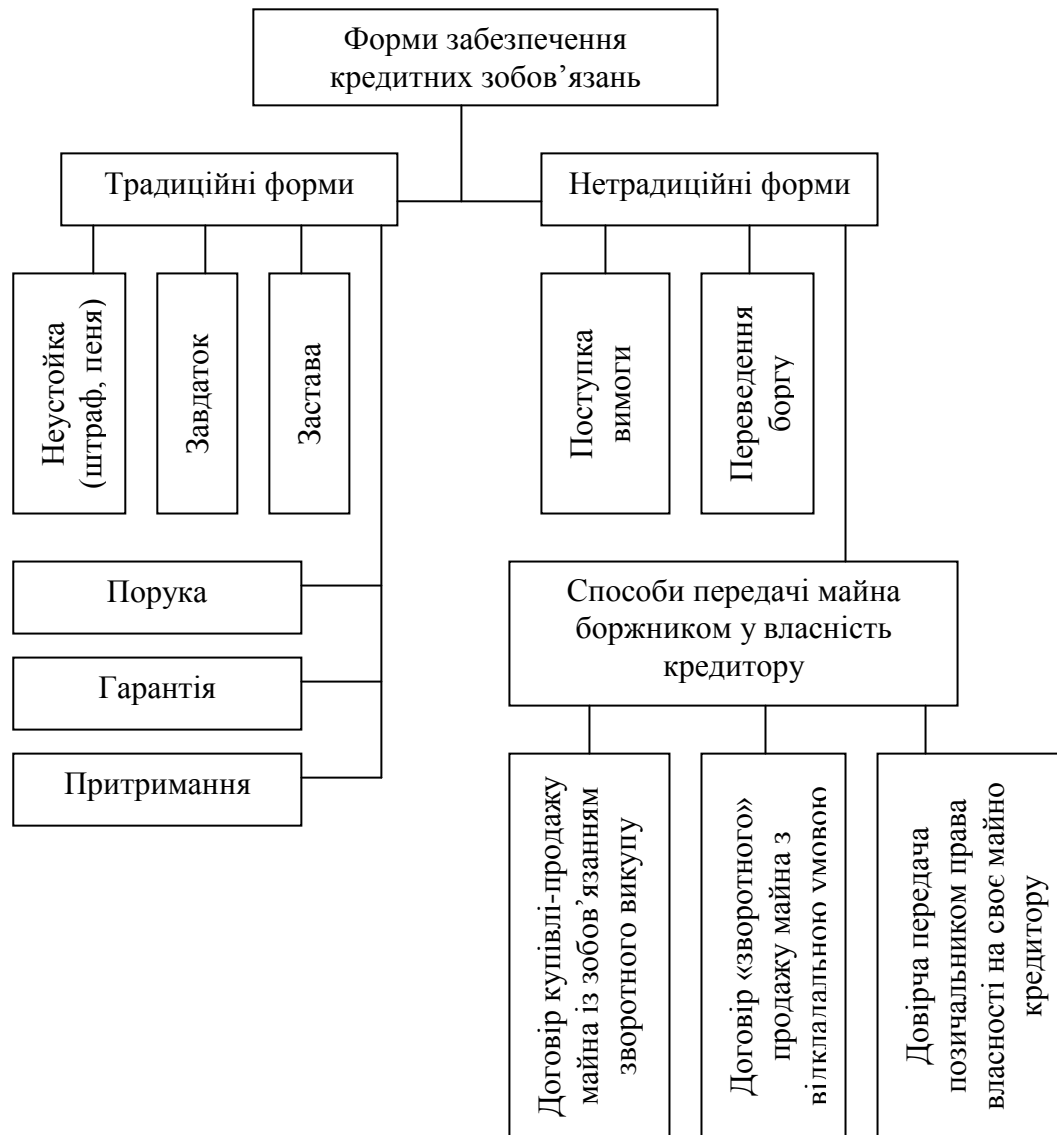 Форми забезпечення
кредитних зобов’язань
Традиційні форми
Нетрадиційні форми
Неустойка
(штраф, пеня)
Завдаток
Застава
Поступка
вимоги
Переведення
боргу
Порука
Гарантія
Притримання
Способи передачі майна
боржником у власність
кредитору
Договір купівлі-продажу
майна із зобов’язанням
зворотного викупу
Договір «зворотного»
продажу майна з
відкладальною умовою
Довірча передача
позичальником права
власності на своє майно
кредитору